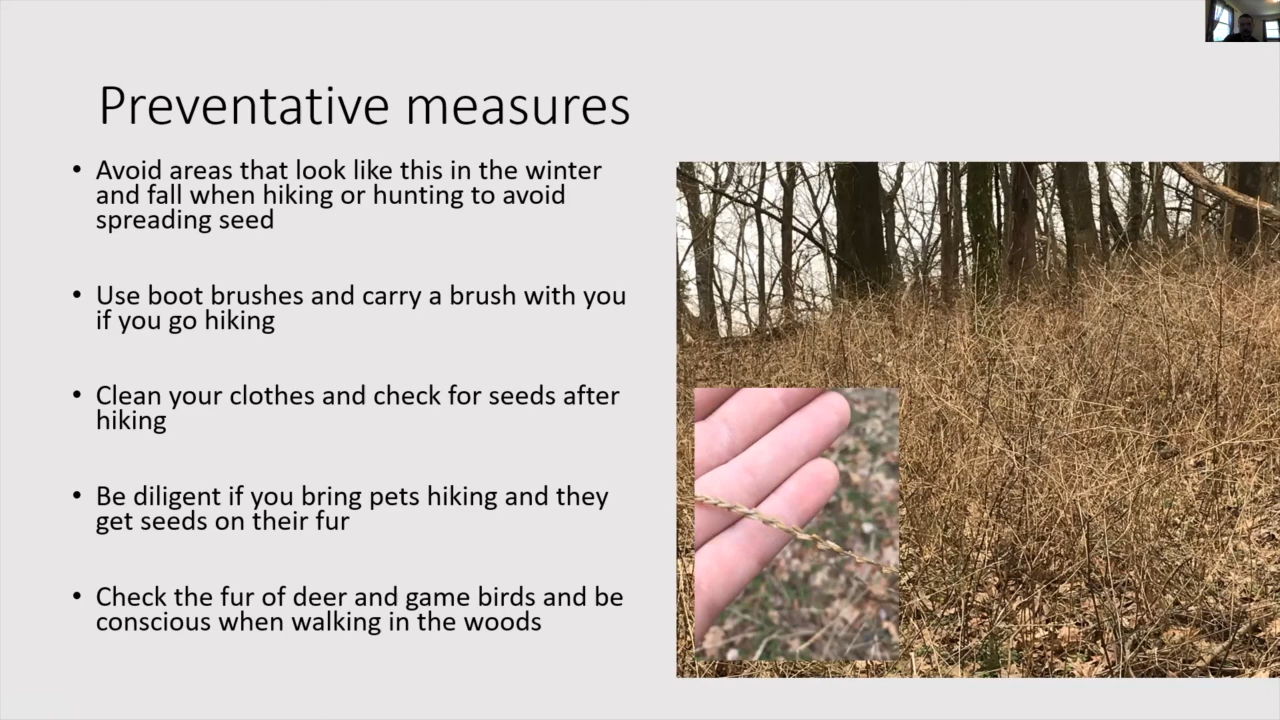 Preventative measures
• Avoid areas that look like this in the winter
and fall when hiking or hunting to avoid
spreading seed
• Use boot brushes and carry a brush with you
if you go hiking
• Clean your clothes and check for seeds after
hiking
• Be diligent if you bring pets hiking and they
get seeds on their fur
• Check the fur of deer and game birds and be
conscious when walking in the woods